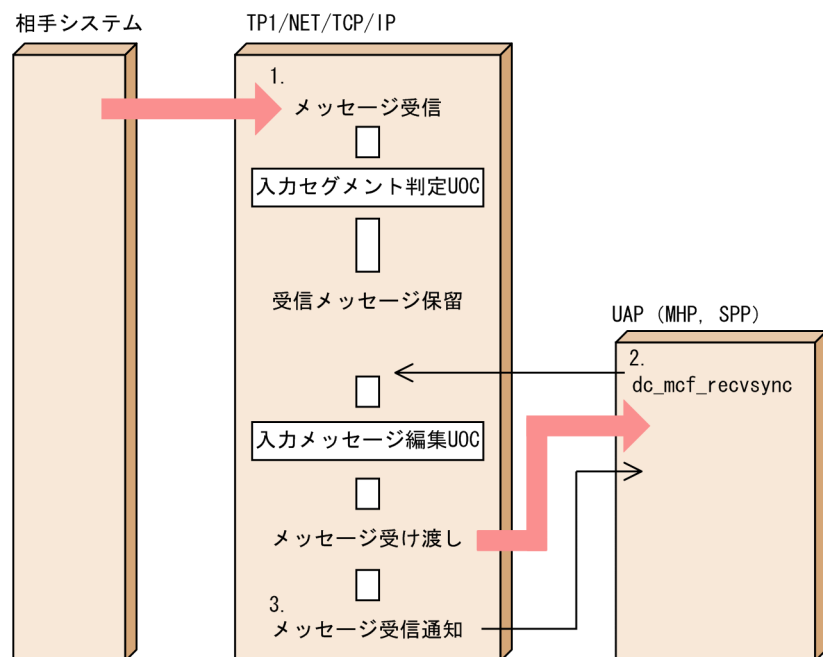 相手システム
TP1/NET/TCP/IP
1.
メッセージ受信
入力セグメント判定UOC
受信メッセージ保留
UAP (MHP, SPP)
2.
dc_mcf_recvsync
入力メッセージ編集UOC
メッセージ受け渡し
3.
メッセージ受信通知